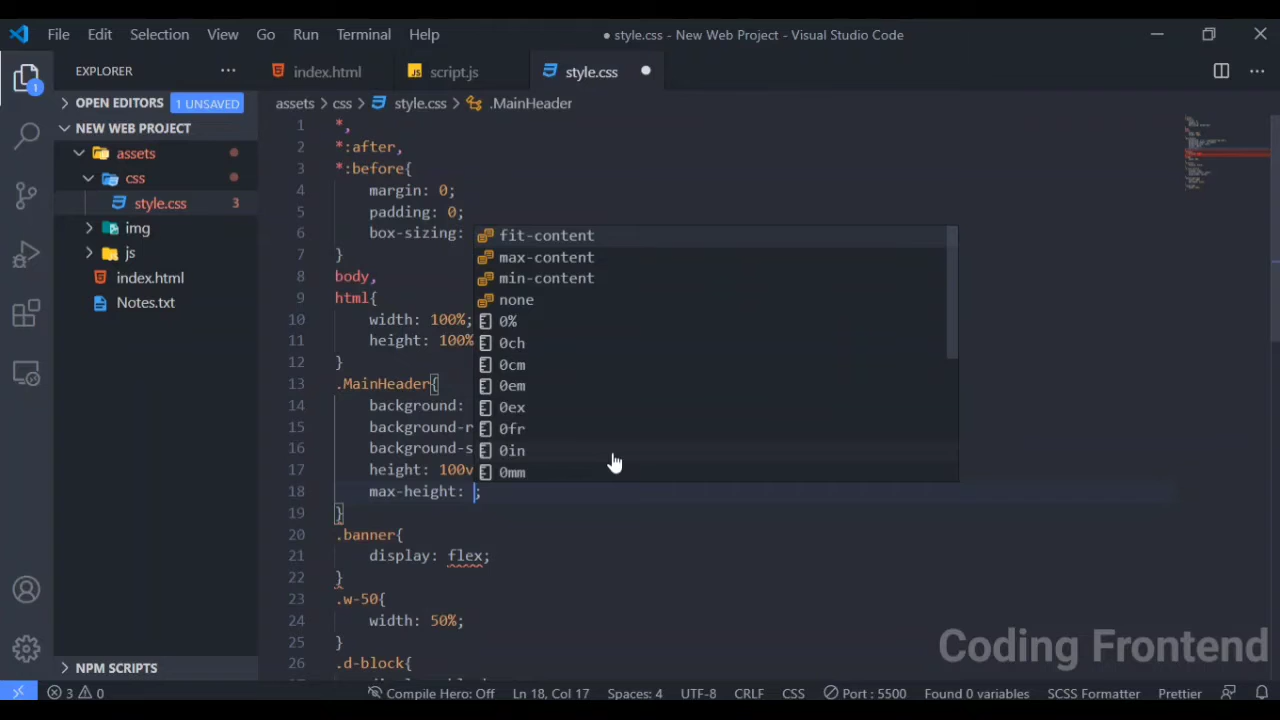 File Edit Selection View Go Run Terminal Help
● style.css - New Web Project - Visual Studio Code
EXPLORER
index.html
script.js
style.css
1
OPEN EDITORS 1 UNSAVED
assets > css > style.css > .MainHeader
NEW WEB PROJECT
assets
css
style.css 3
img
js
index.html
Notes.txt
NPM SCRIPTS
1 *,
2 *:after,
3 *:before{
4 margin: 0;
5 padding: 0;
6 box-sizing:
7 }
8 body,
9 html{
10 width: 100%;
11 height: 100%
12 }
13 .MainHeader{
14 background:
15 background-r
16 background-s
17 height: 100v
18 max-height: ;
19 }
20 .banner{
21 display: flex;
22 }
23 .w-50{
24 width: 50%;
25 }
26 .d-block{
fit-content
max-content
min-content
none
0%
0ch
0cm
0em
0ex
0fr
0in
0mm
Coding Frontend
3 0 Compile Hero: Off Ln 18, Col 17 Spaces: 4 UTF-8 CRLF CSS Port : 5500 Found 0 variables SCSS Formatter Prettier